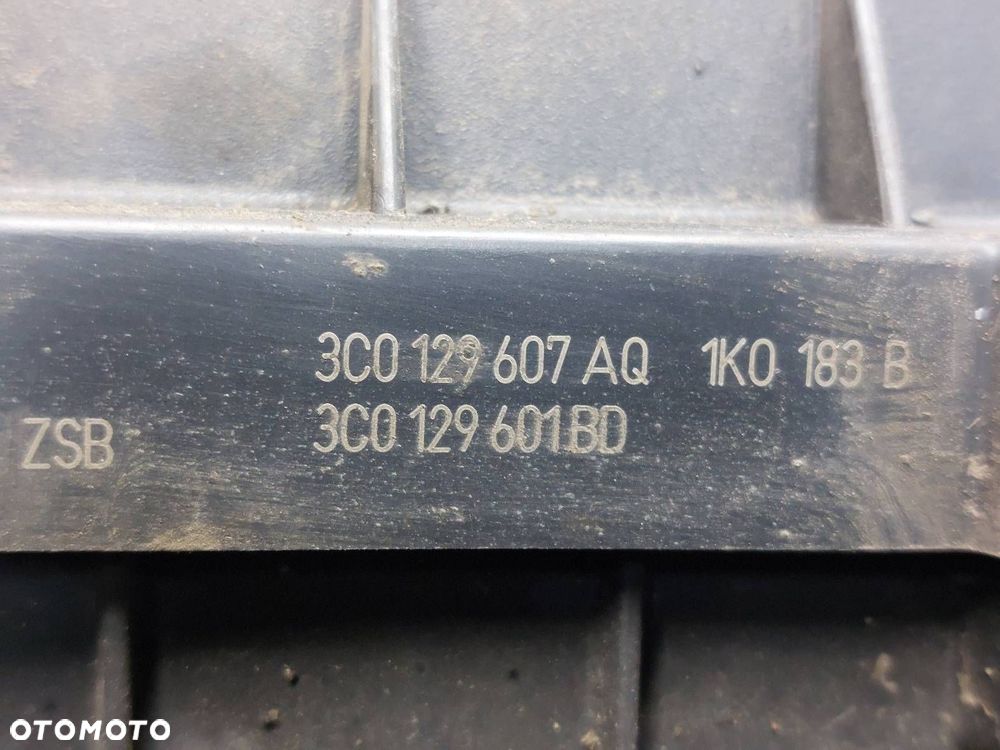 3C0 129 607 AQ 1K0 183 B
ZSB 3C0 129 601 BD
OTOMOTO